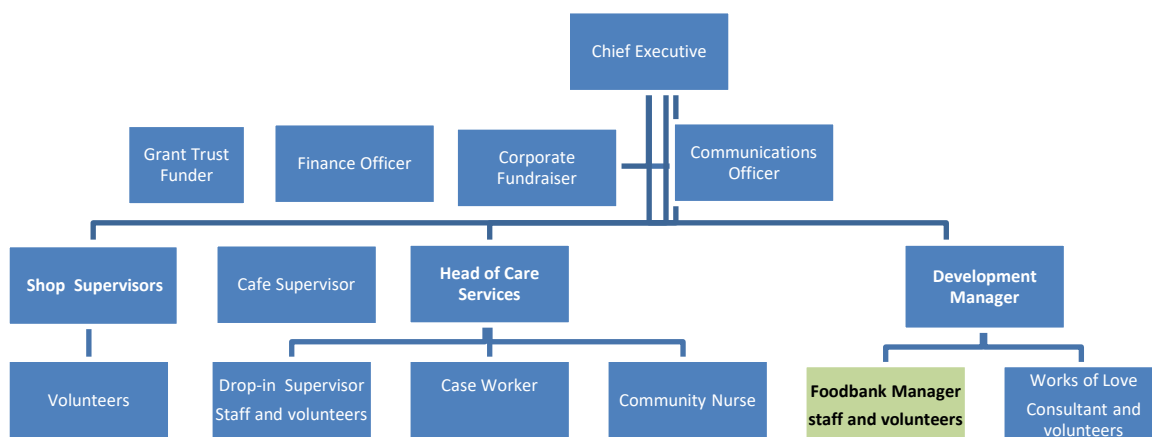 Chief Executive
Grant Trust
Funder
Finance Officer
Corporate
Fundraiser
Communications
Officer
Shop Supervisors
Cafe Supervisor
Head of Care
Services
Development
Manager
Volunteers
Drop-in Supervisor
Staff and volunteers
Case Worker
Community Nurse
Foodbank Manager
staff and volunteers
Works of Love
Consultant and
volunteers